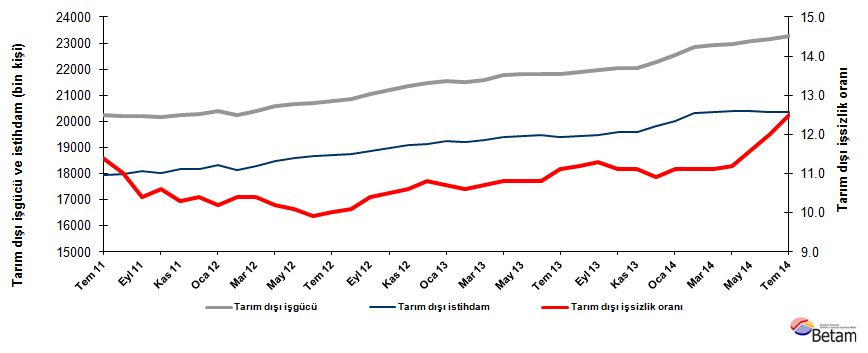 Tarım dışı işgücü ve istihdam (bin kişi)
24000
23000
22000
21000
20000
19000
18000
17000
16000
15000
15.0
14.0
13.0
12.0
11.0
10.0
9.0
Tarım dışı işsizlik oranı
Tem 11
Eyl 11
Kas 11
Oca 12
Mar 12
May 12
Tem 12
Eyl 12
Kas 12
Oca 13
Mar 13
May 13
Tem 13
Eyl 13
Kas 13
Oca 14
Mar 14
May 14
Tem 14
Tarım dışı işgücü
Tarım dışı istihdam
Tarım dışı işsizlik oranı
Betam